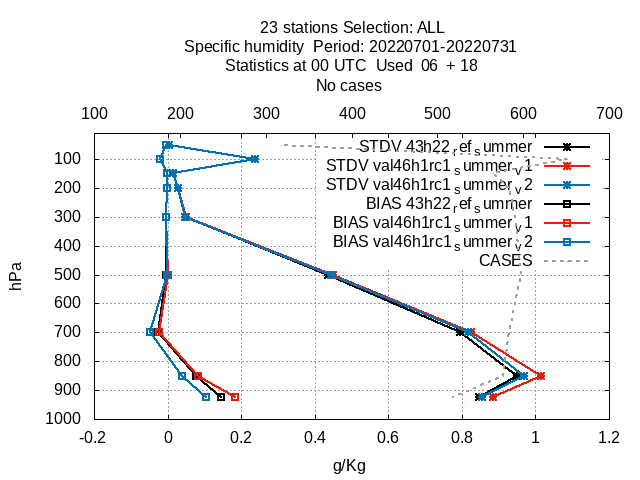 23 stations Selection: ALL
Specific humidity  Period: 20220701-20220731
Statistics at 00 UTC  Used  06  + 18
No cases
100 200 300 400 500 600 700
STDV 43h22_ref_summer
STDV val46h1rc1_summer_v1
STDV val46h1rc1_summer_v2
BIAS 43h22_ref_summer
BIAS val46h1rc1_summer_v1
BIAS val46h1rc1_summer_v2
CASES
hPa
100
200
300
400
500
600
700
800
900
1000
-0.2 0 0.2 0.4 0.6 0.8 1 1.2
g/Kg